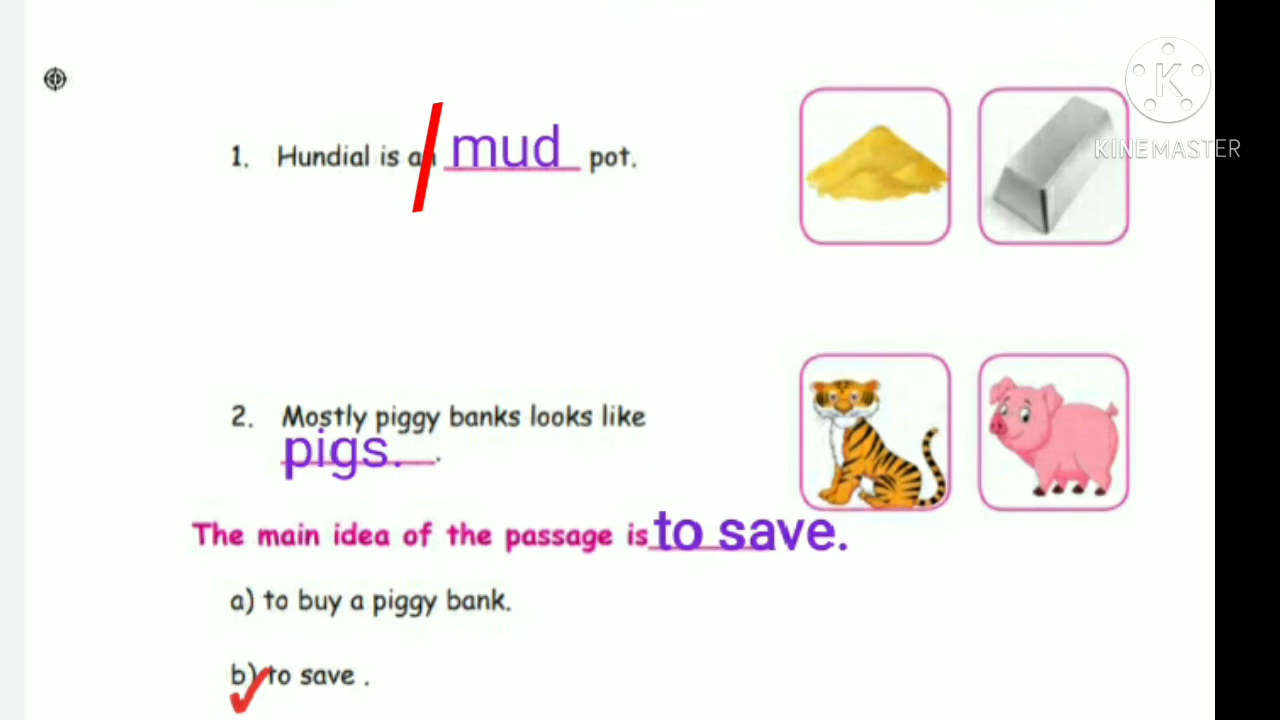 1. Hundial is an mud pot.
K
KINEMASTER
2. Mostly piggy banks looks like
pigs. .
The main idea of the passage is to save.
a) to buy a piggy bank.
b) to save .